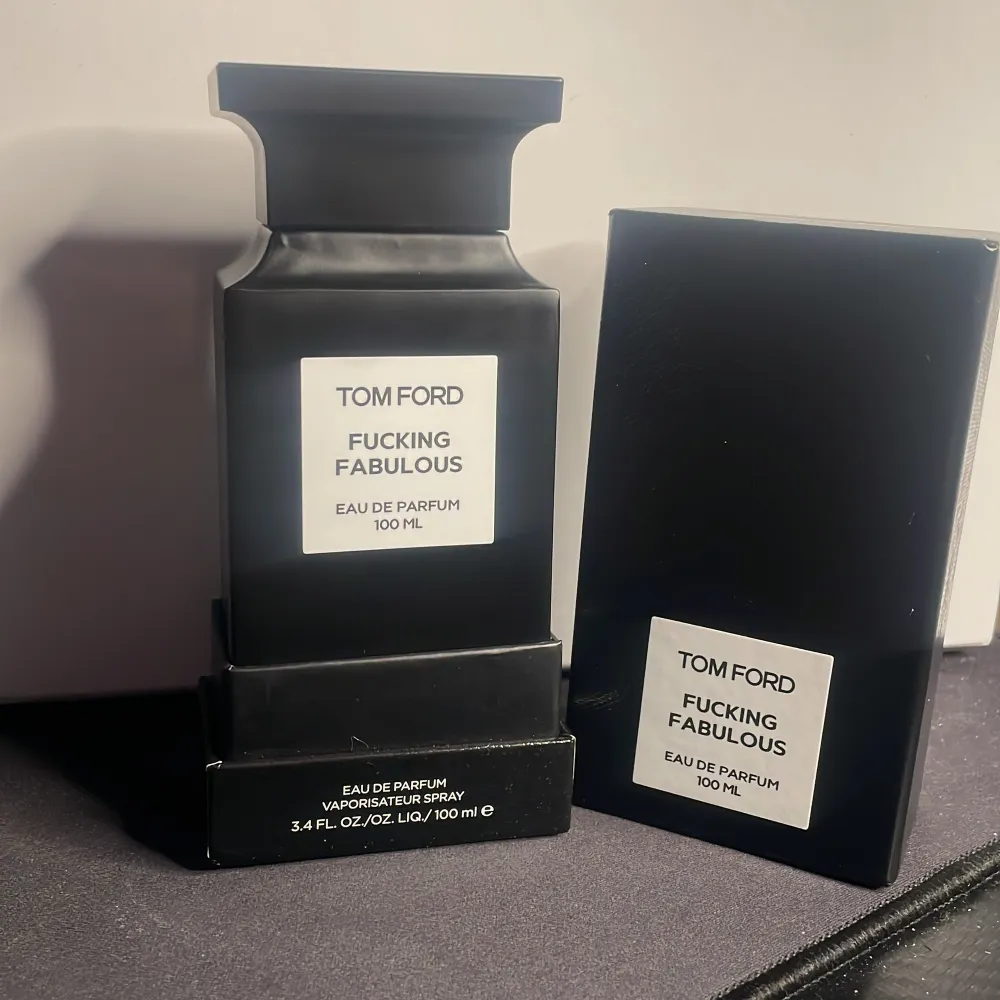 TOM FORD
FUCKING
FABULOUS
EAU DE PARFUM
100 ML
EAU DE PARFUM
VAPORISATEUR SPRAY
3.4 FL. OZ./OZ. LIQ./ 100 ml ℮
TOM FORD
FUCKING
FABULOUS
EAU DE PARFUM
100 ML